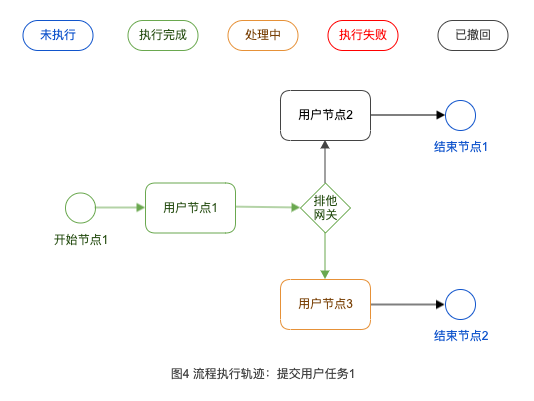 未执行
执行完成
处理中
执行失败
已撤回
用户节点2
结束节点1
用户节点1
排他
网关
开始节点1
用户节点3
结束节点2
图4 流程执行轨迹：提交用户任务1